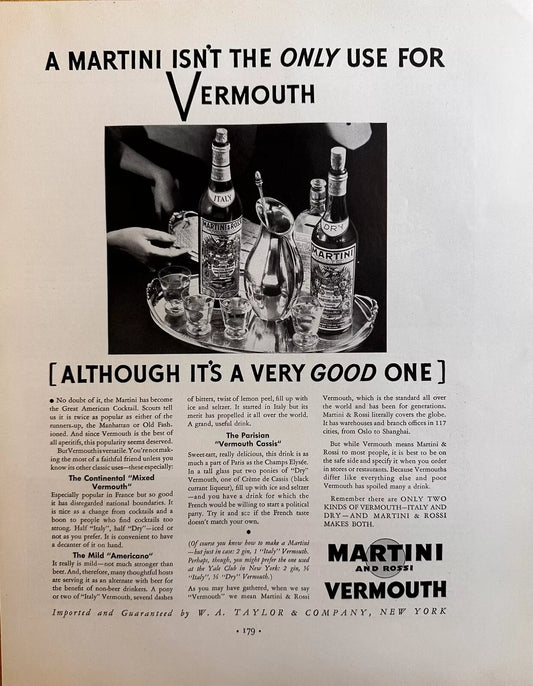 A MARTINI ISN'T THE ONLY USE FOR
VERMOUTH
ITALY
MARTINI & ROSSI
DRY
MARTINI
[ALTHOUGH IT'S A VERY GOOD ONE]
● No doubt of it, the Martini has become
the Great American Cocktail. Scouts tell
us it is twice as popular as either of the
runners-up, the Manhattan or Old Fash-
ioned. And since Vermouth is the best of
all aperitifs, this popularity seems deserved.
But Vermouth is versatile. You're not mak-
ing the most of a faithful friend unless you
know its other classic uses—these especially:
The Continental "Mixed
Vermouth"
Especially popular in France but so good
it has disregarded national boundaries. It
is nice as a change from cocktails and a
boon to people who find cocktails too
strong. Half "Italy", half "Dry"—iced or
not as you prefer. It is convenient to have
a decanter of it on hand.
The Mild "Americano"
It really is mild—not much stronger than
beer. And, therefore, many thoughtful hosts
are serving it as an alternate with beer for
the benefit of non-beer drinkers. A pony
or two of "Italy" Vermouth, several dashes
of bitters, twist of lemon peel, fill up with
ice and seltzer. It started in Italy but its
merit has propelled it all over the world.
A grand, useful drink.
The Parisian
"Vermouth Cassis"
Sweet-tart, really delicious, this drink is as
much a part of Paris as the Champs Elysée.
In a tall glass put two ponies of "Dry"
Vermouth, one of Crème de Cassis (black
currant liqueur), fill up with ice and seltzer
—and you have a drink for which the
French would be willing to start a political
party. Try it and see if the French taste
doesn't match your own.
●
(Of course you know how to make a Martini
—but just in case: 2 gin, 1 "Italy" Vermouth.
Perhaps, though, you might prefer the one used
at the Yale Club in New York: 2 gin,
"Italy", "Dry" Vermouth.)
As you may have gathered, when we say
"Vermouth" we mean Martini & Rossi
Vermouth, which is the standard all over
the world and has been for generations.
Martini & Rossi literally covers the globe.
It has warehouses and branch offices in 117
cities, from Oslo to Shanghai.
But while Vermouth means Martini &
Rossi to most people, it is best to be on
the safe side and specify it when you order
in stores or restaurants. Because Vermouths
differ like everything else and poor
Vermouth has spoiled many a drink.
Remember there are ONLY TWO
KINDS OF VERMOUTH—ITALY AND
DRY—AND MARTINI & ROSSI
MAKES BOTH.
MARTINI
AND ROSSI
VERMOUTH
Imported and Guaranteed by W. A. TAYLOR & COMPANY, NEW YORK
• 179 •